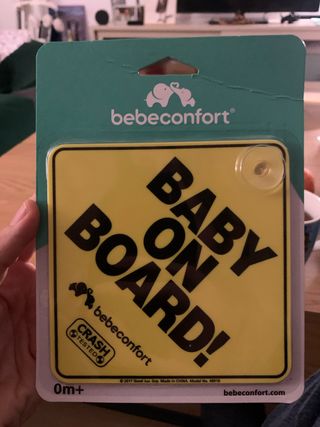 bebeconfort®
BABY
ON
BOARD!
bebeconfort
CRASH
TESTED
0m+
bebeconfort.com